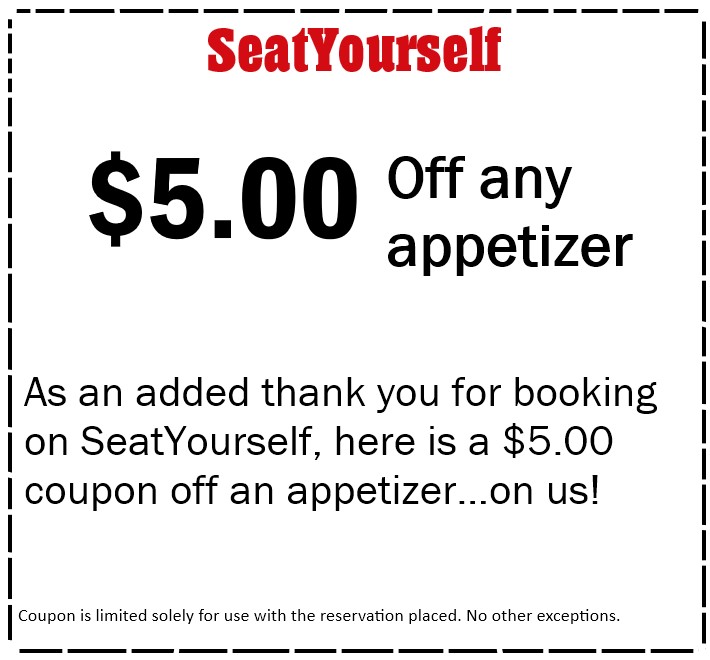 SeatYourself
$5.00 Off any
appetizer
As an added thank you for booking
on SeatYourself, here is a $5.00
coupon off an appetizer...on us!
Coupon is limited solely for use with the reservation placed. No other exceptions.